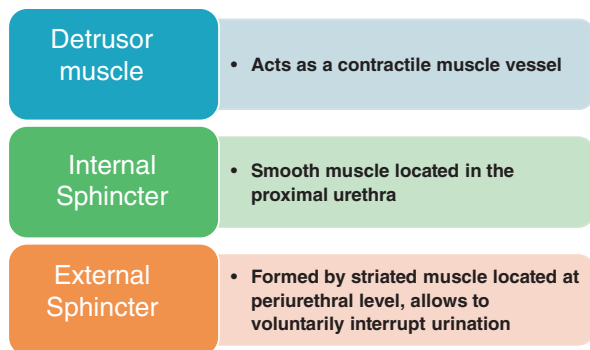 Detrusor
muscle
• Acts as a contractile muscle vessel
Internal
Sphincter
• Smooth muscle located in the
proximal urethra
External
Sphincter
• Formed by striated muscle located at
periurethral level, allows to
voluntarily interrupt urination